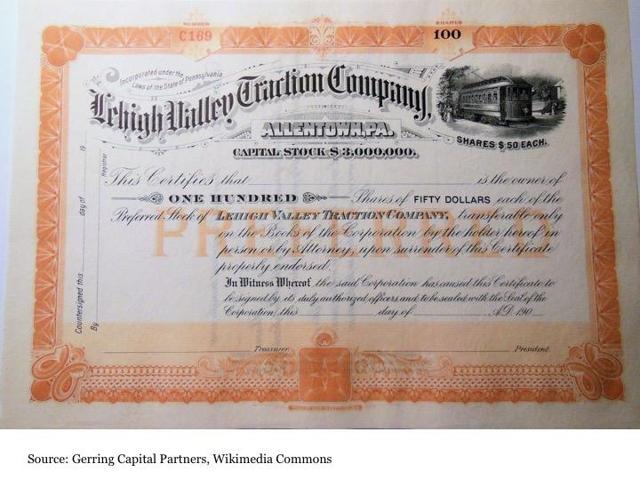 NUMBER
C169
SHARES
100
Incorporated under the
Laws of the State of Pennsylvania
Lehigh Valley Traction Company,
ALLENTOWN, PA.
CAPITAL STOCK $3,000,000.
SHARES $50 EACH.
This Certifies that is the owner of
ONE HUNDRED Shares of FIFTY DOLLARS each of the
Preferred Stock of LEHIGH VALLEY TRACTION COMPANY, transferable only
on the Books of the Corporation by the holder hereof in
person or by Attorney, upon surrender of this Certificate
properly endorsed.
In Witness Whereof, the said Corporation has caused this Certificate to
be signed by its duly authorized officers and to be sealed with the Seal of the
Corporation, this day of A.D. 190
Treasurer. President.
Countersigned this day of 19
By Registrar
Source: Gerring Capital Partners, Wikimedia Commons